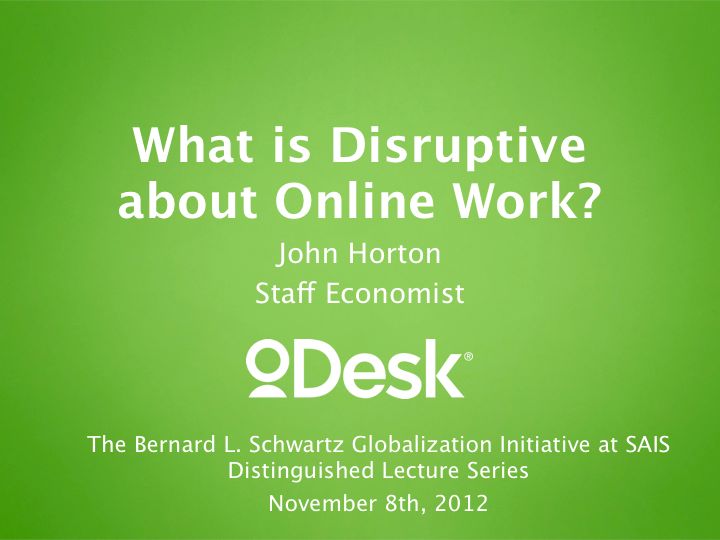 What is Disruptive
about Online Work?
John Horton
Staff Economist
oDesk®
The Bernard L. Schwartz Globalization Initiative at SAIS
Distinguished Lecture Series
November 8th, 2012